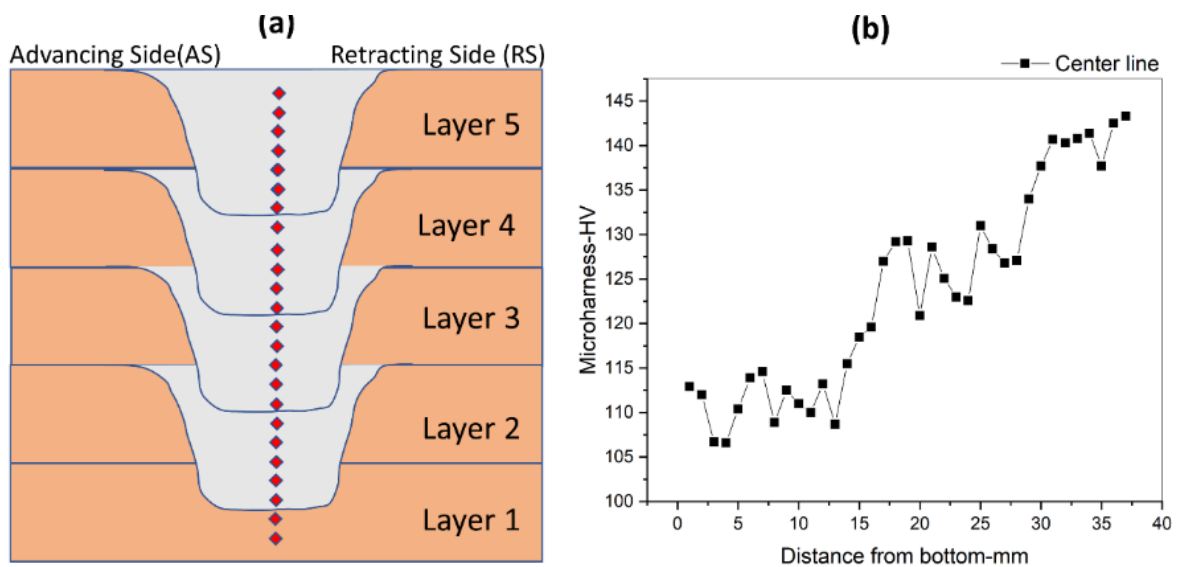 (a)
Advancing Side(AS)
Retracting Side (RS)
Layer 5
Layer 4
Layer 3
Layer 2
Layer 1
(b)
Center line
Microharness-HV
145
140
135
130
125
120
115
110
105
100
0 5 10 15 20 25 30 35 40
Distance from bottom-mm